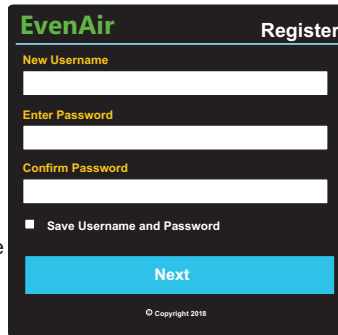 EvenAir
Register
New Username
Enter Password
Confirm Password
Save Username and Password
e
Next
© Copyright 2018